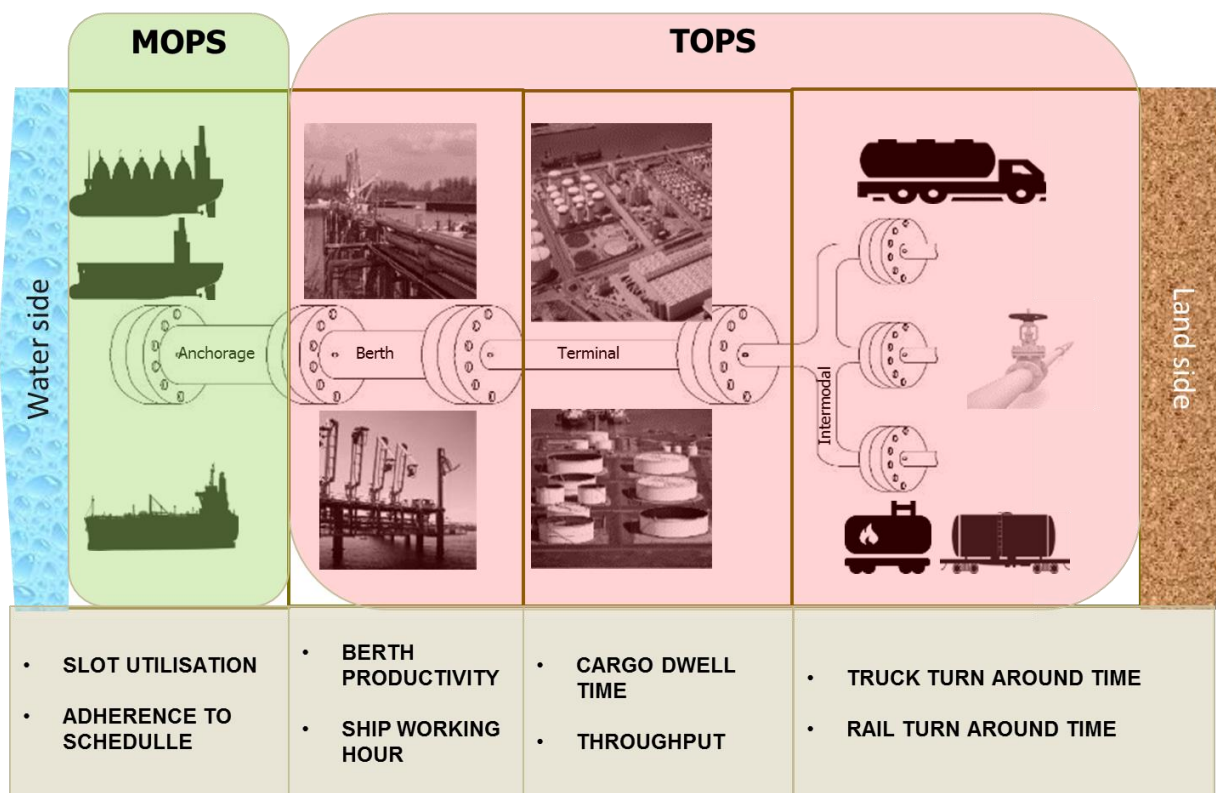 MOPS
TOPS
Water side
Anchorage
Berth
Terminal
Intermodal
Land side
• SLOT UTILISATION
• ADHERENCE TO
SCHEDULLE
• BERTH
PRODUCTIVITY
• SHIP WORKING
HOUR
• CARGO DWELL
TIME
• THROUGHPUT
• TRUCK TURN AROUND TIME
• RAIL TURN AROUND TIME